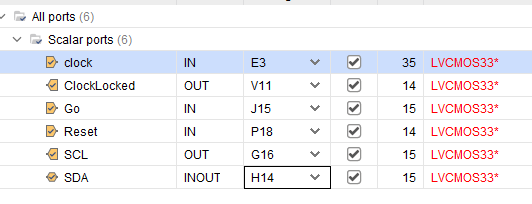 All ports (6)
Scalar ports (6)
clock IN E3 35 LVCMOS33*
ClockLocked OUT V11 14 LVCMOS33*
Go IN J15 15 LVCMOS33*
Reset IN P18 14 LVCMOS33*
SCL OUT G16 15 LVCMOS33*
SDA INOUT H14 15 LVCMOS33*